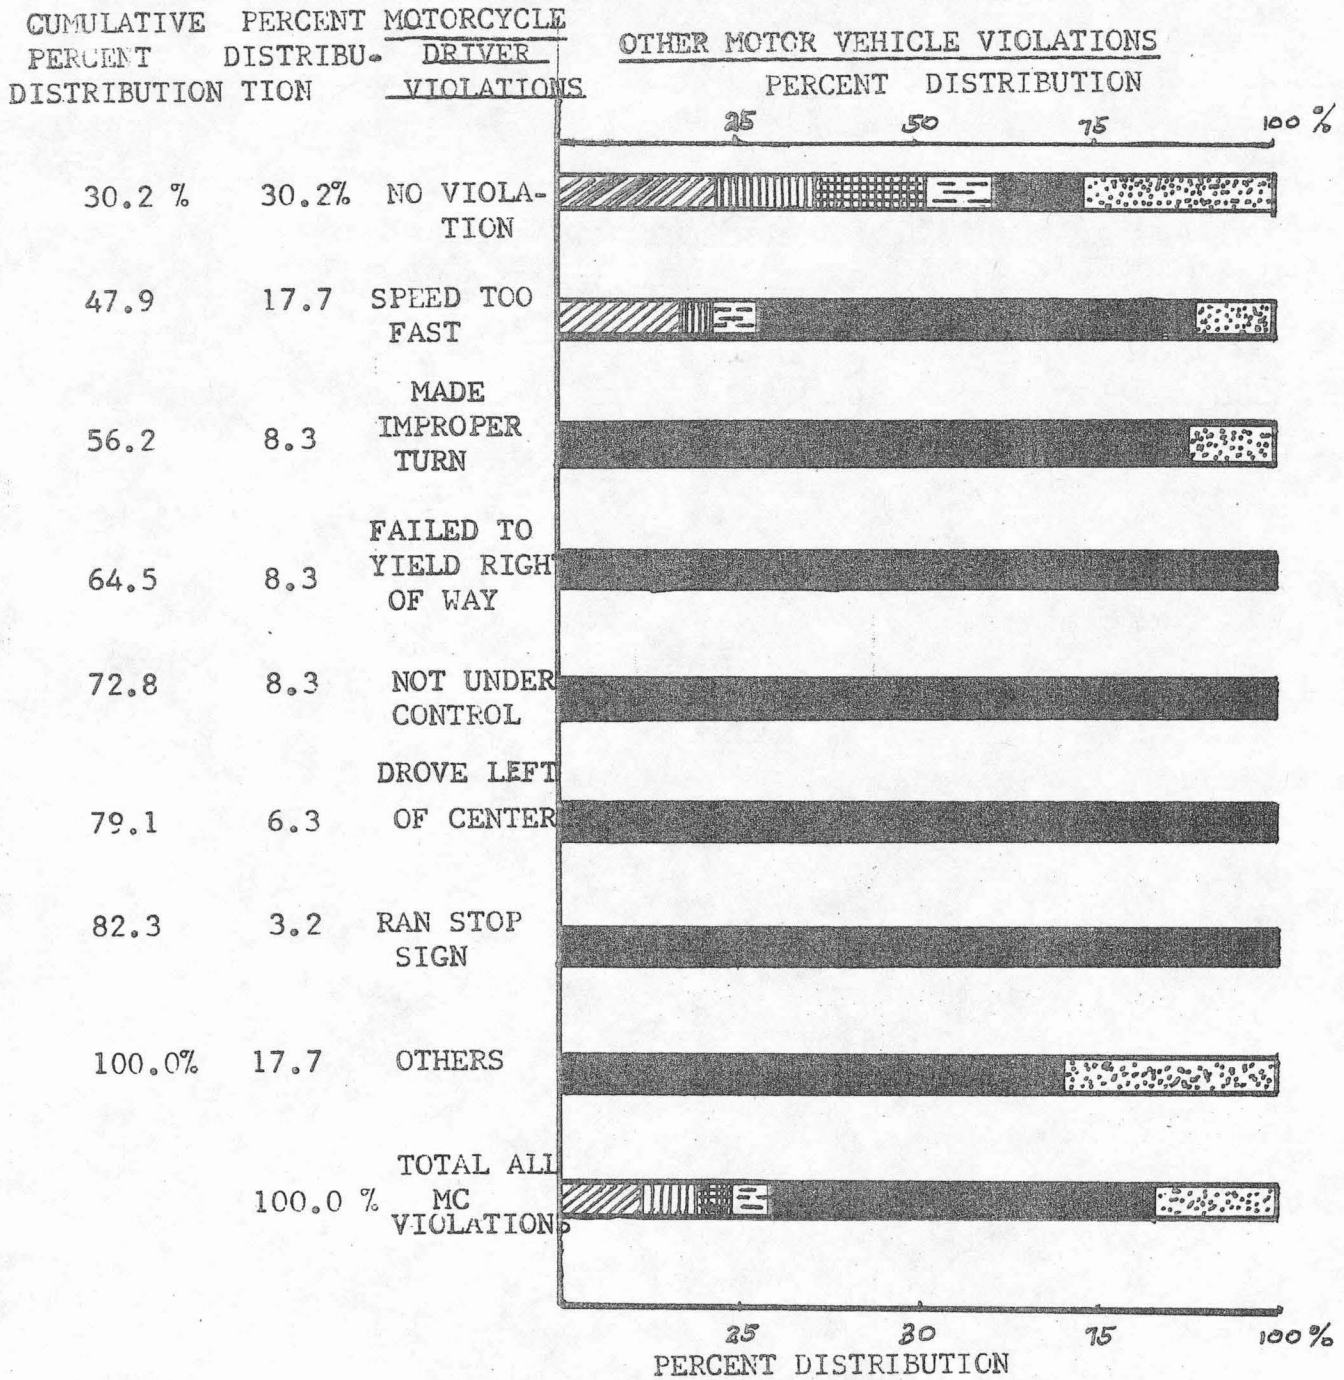 CUMULATIVE PERCENT MOTORCYCLE
PERCENT DISTRIBU- DRIVER
DISTRIBUTION TION VIOLATIONS
OTHER MOTOR VEHICLE VIOLATIONS
PERCENT DISTRIBUTION
25 50 75 100 %
30.2 % 30.2% NO VIOLA-
TION
47.9 17.7 SPEED TOO
FAST
MADE
56.2 8.3 IMPROPER
TURN
FAILED TO
64.5 8.3 YIELD RIGHT
OF WAY
72.8 8.3 NOT UNDER
CONTROL
DROVE LEFT
79.1 6.3 OF CENTER
82.3 3.2 RAN STOP
SIGN
100.0% 17.7 OTHERS
TOTAL ALL
100.0 % MC
VIOLATIONS
25 30 75 100%
PERCENT DISTRIBUTION